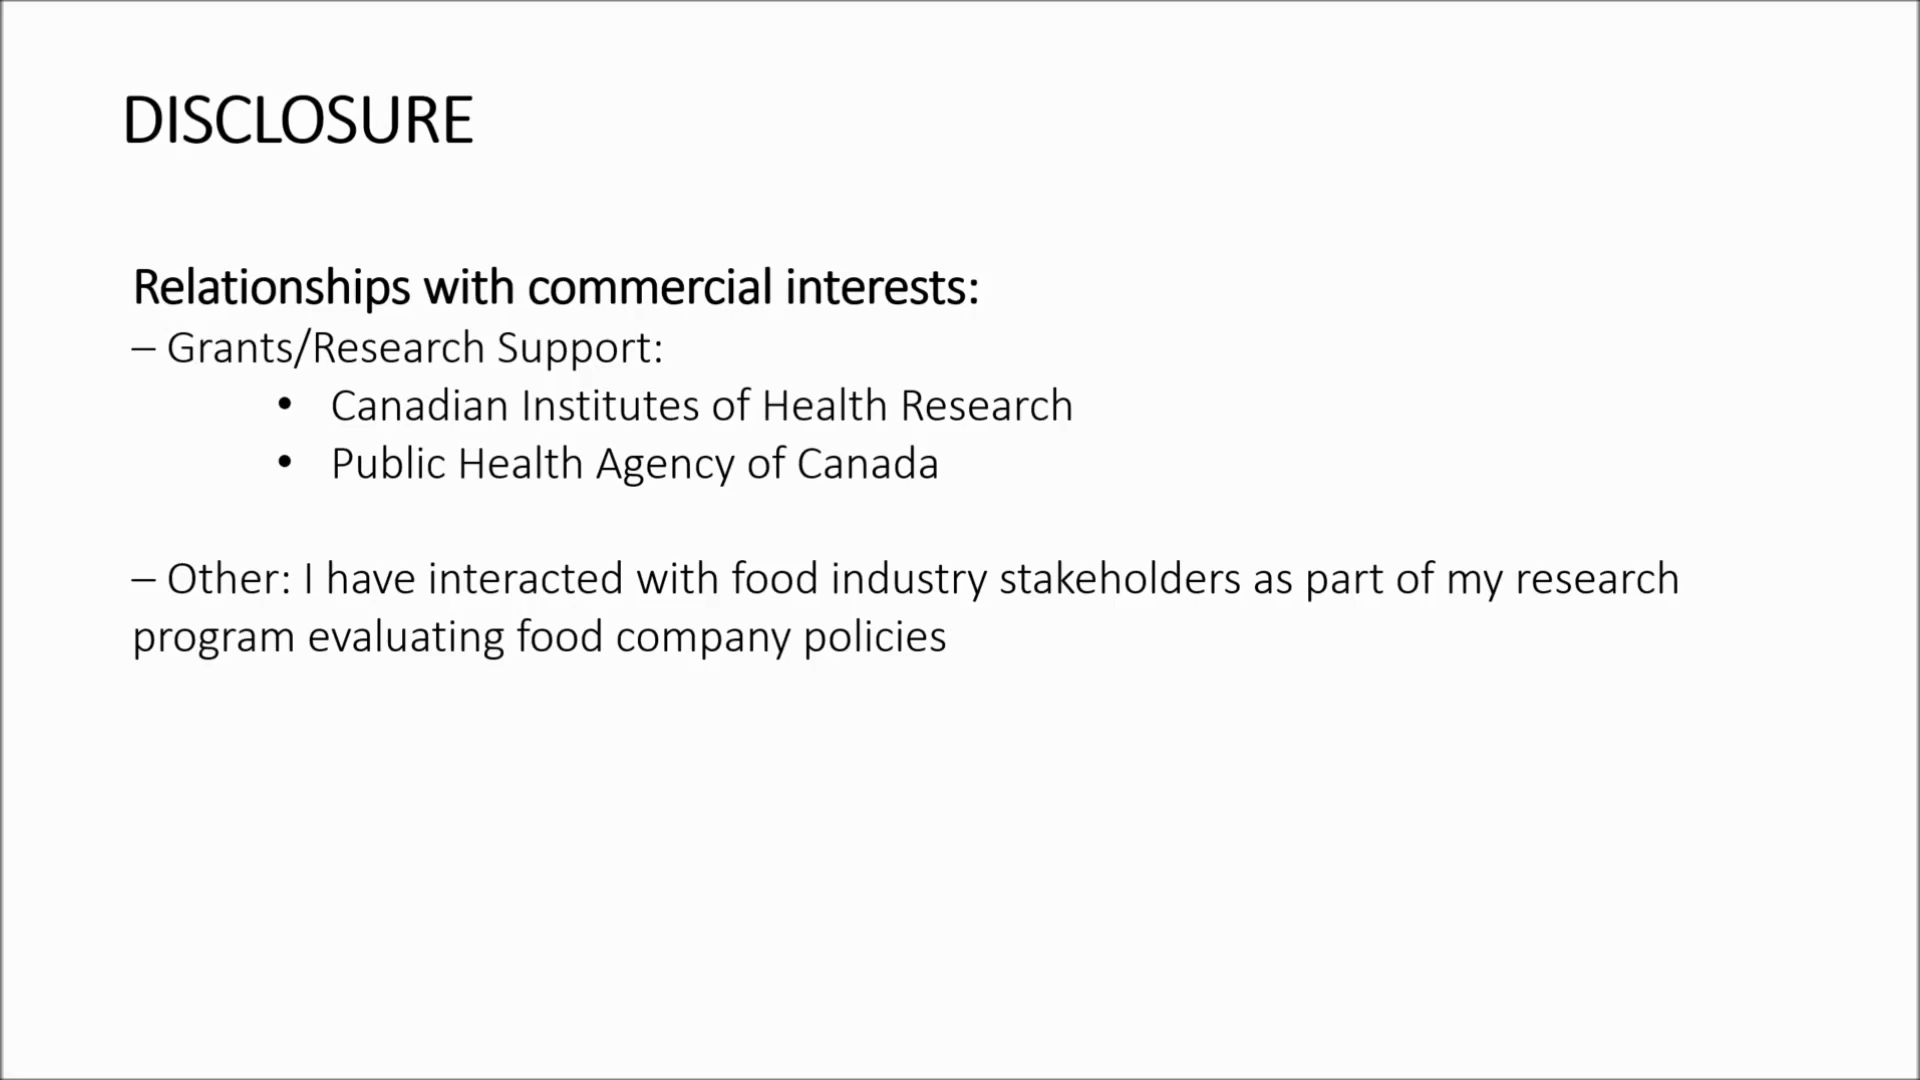 DISCLOSURE
Relationships with commercial interests:
– Grants/Research Support:
• Canadian Institutes of Health Research
• Public Health Agency of Canada
– Other: I have interacted with food industry stakeholders as part of my research
program evaluating food company policies